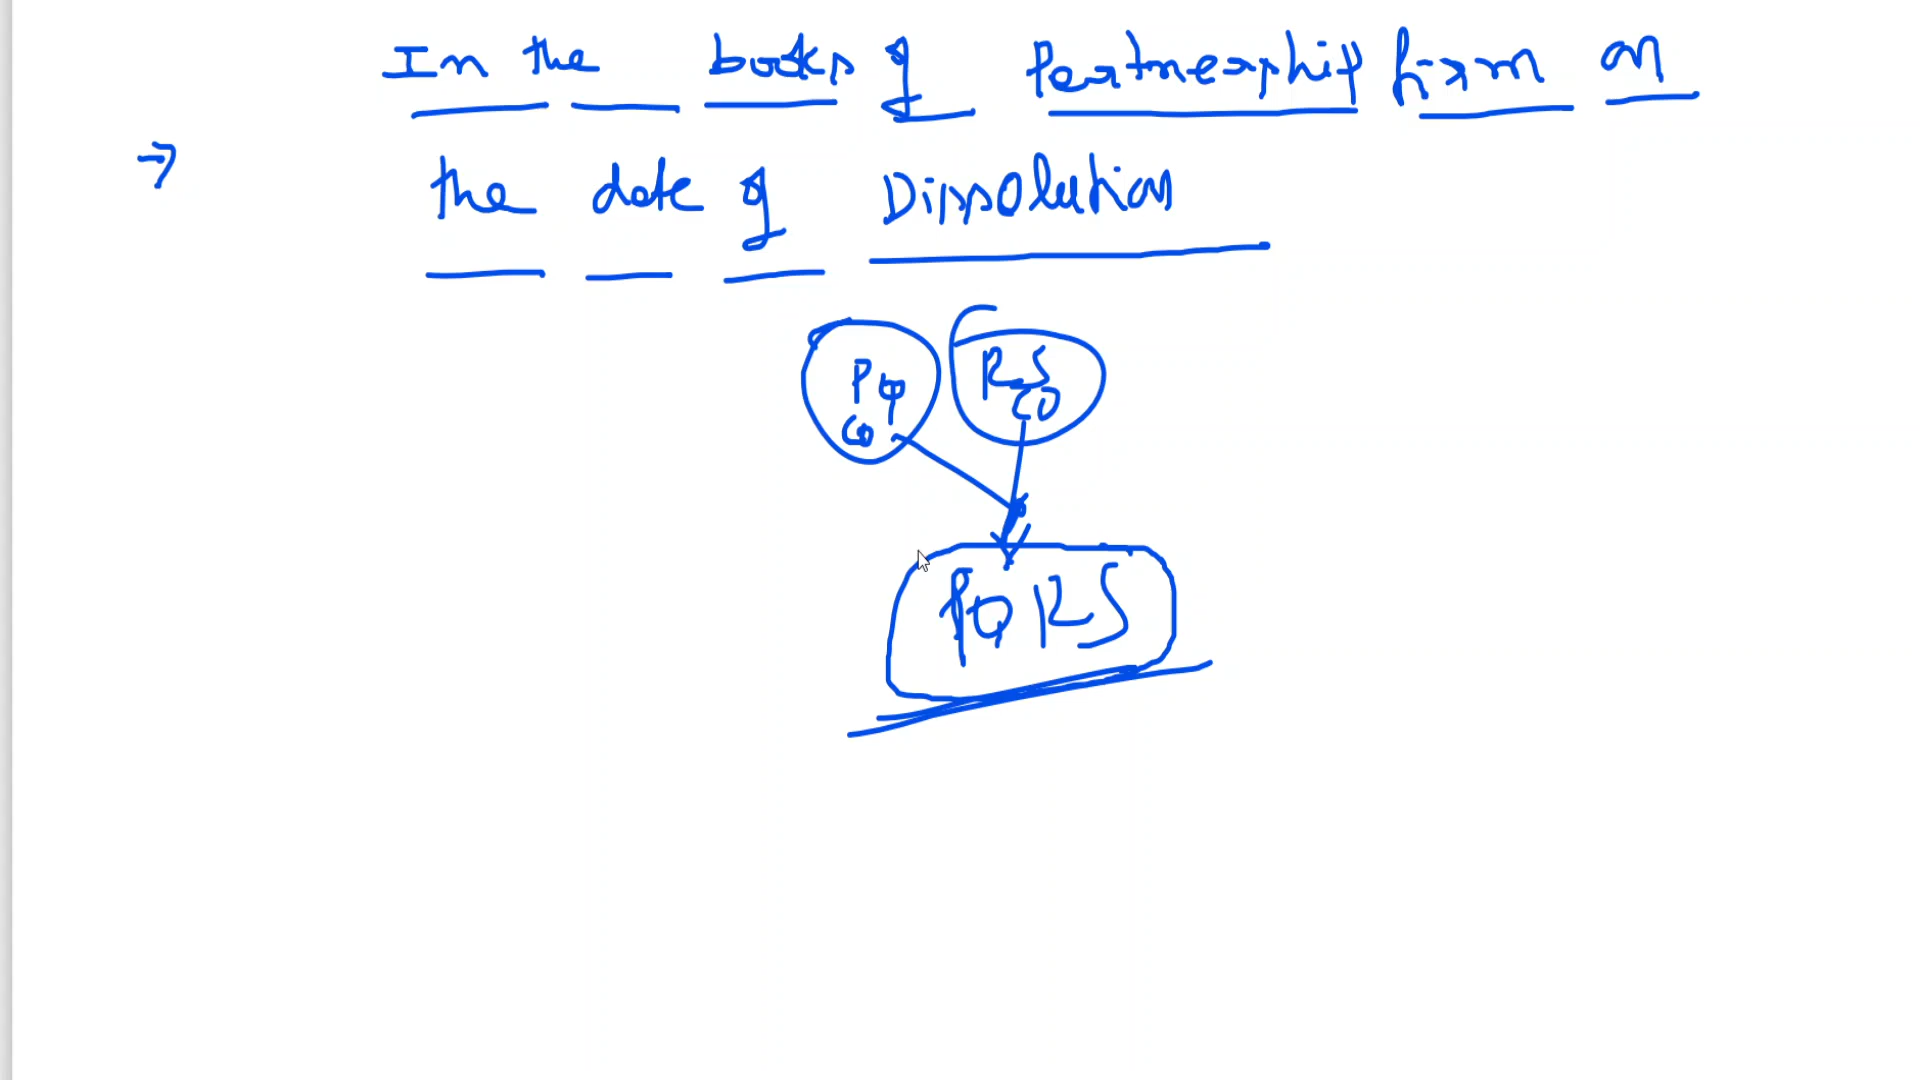 In the books of Partnership firm on
→ the date of Dissolution
PQ RS
Co CO
PQRS